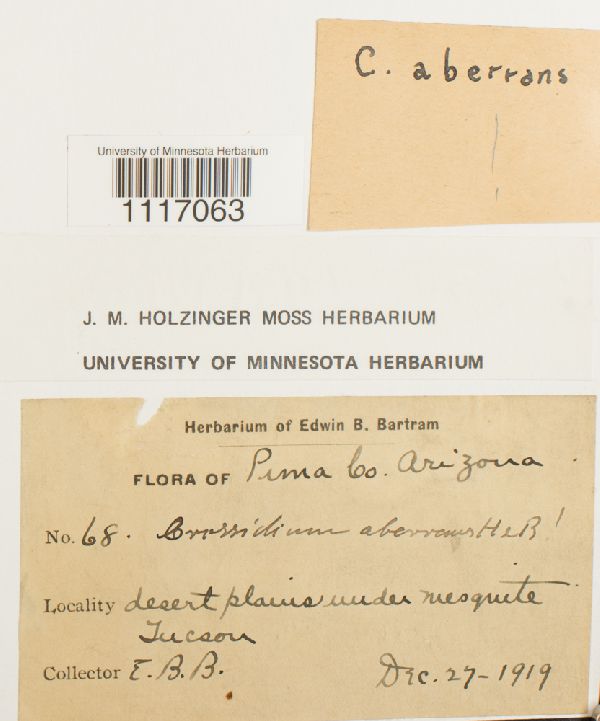 C. aberrans
University of Minnesota Herbarium
1117063
J. M. HOLZINGER MOSS HERBARIUM
UNIVERSITY OF MINNESOTA HERBARIUM
Herbarium of Edwin B. Bartram
FLORA OF Pima Co. Arizona
No. 68. Crossidium aberrans H & B!
Locality desert plains under mesquite
Tucson
Collector E. B. B. Dec. 27-1919